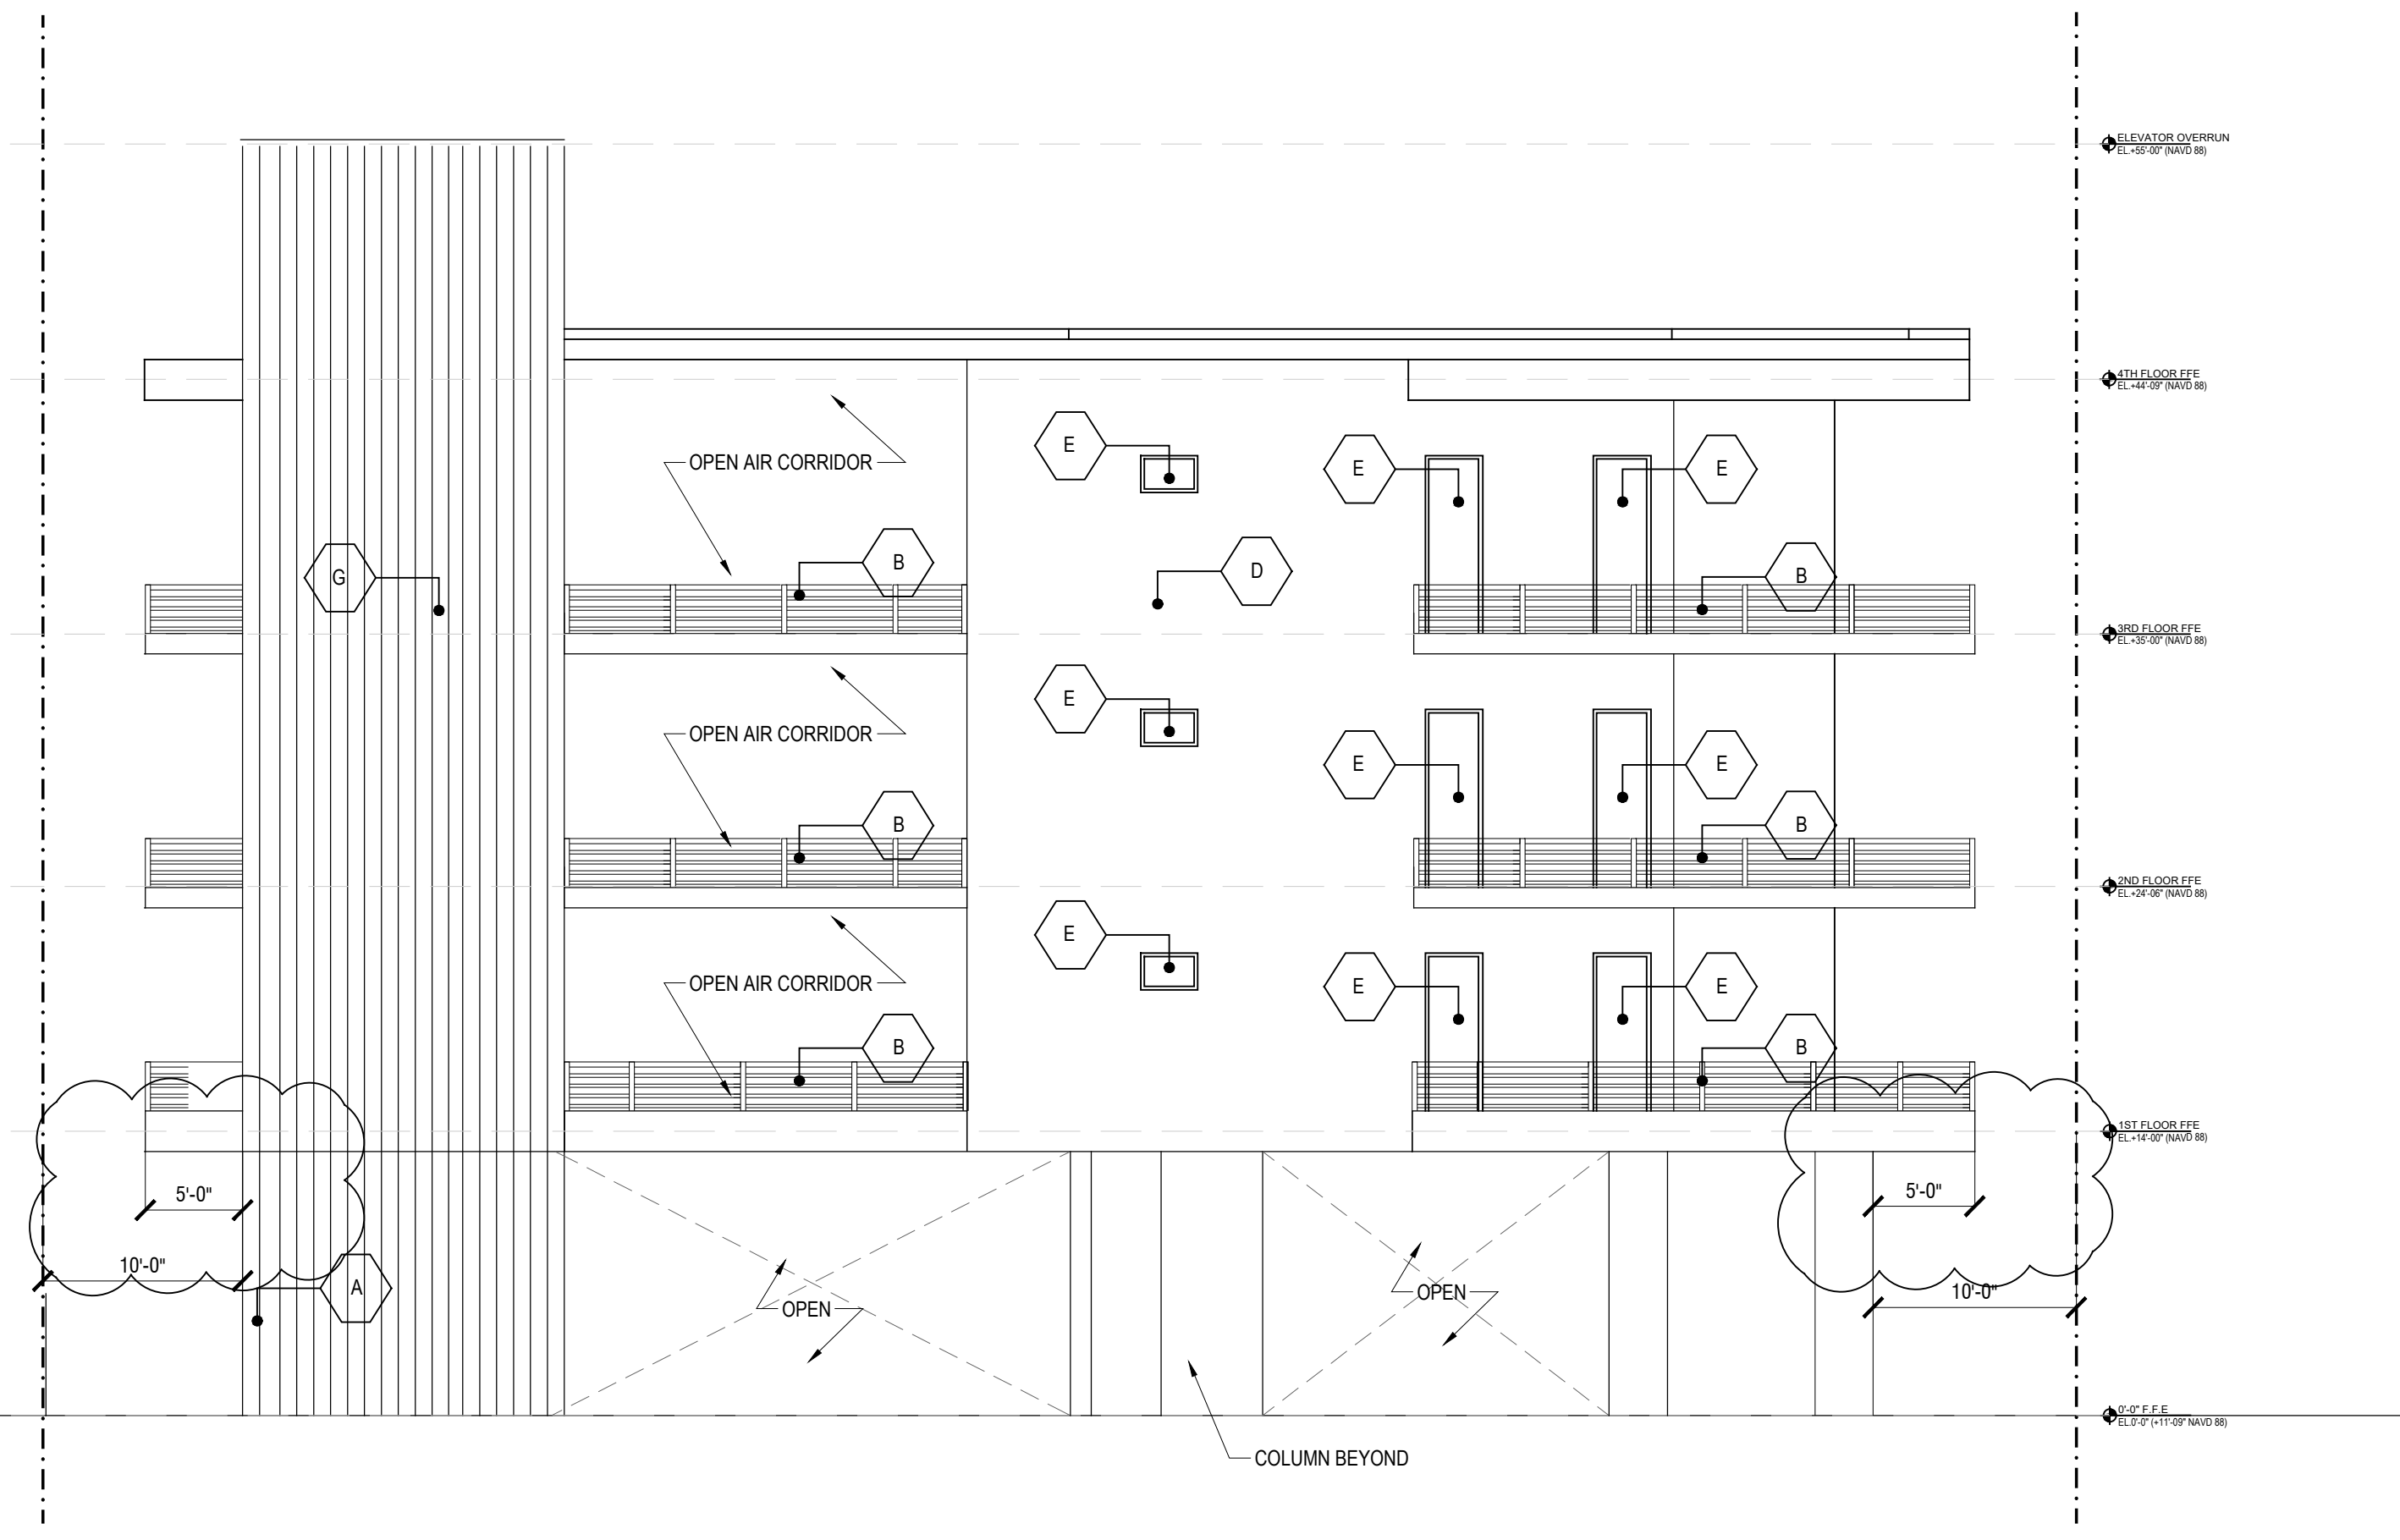 ELEVATOR OVERRUN
EL.+55'-00" (NAVD 88)
4TH FLOOR FFE
EL.+44'-09" (NAVD 88)
E
E
E
OPEN AIR CORRIDOR
B
D
G
B
3RD FLOOR FFE
EL.+35'-00" (NAVD 88)
E
OPEN AIR CORRIDOR
E
E
B
B
2ND FLOOR FFE
EL.+24'-06" (NAVD 88)
E
OPEN AIR CORRIDOR
E
E
B
B
1ST FLOOR FFE
EL.+14'-00" (NAVD 88)
5'-0"
5'-0"
10'-0"
A
OPEN
OPEN
10'-0"
0'-0" F.F.E
EL.0'-0" (+11'-09" NAVD 88)
COLUMN BEYOND